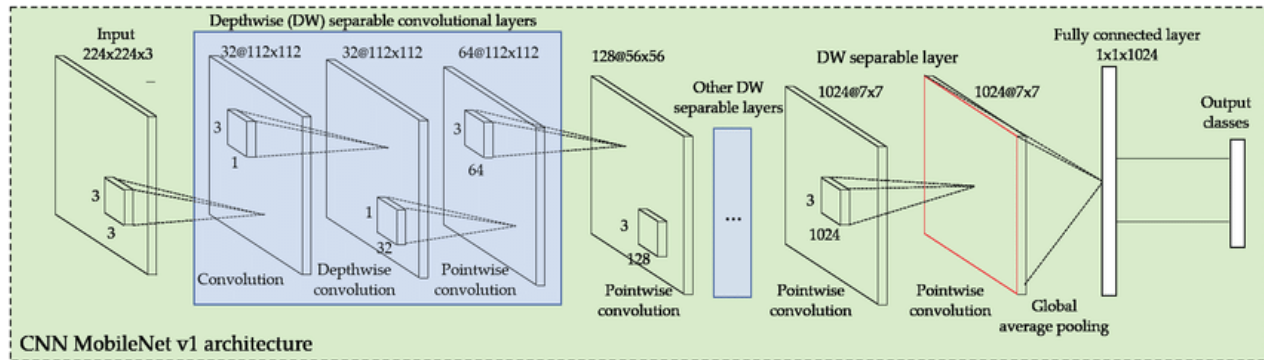 Depthwise (DW) separable convolutional layers
Input
224x224x3
32@112x112
32@112x112
64@112x112
128@56x56
Other DW
separable layers
DW separable layer
1024@7x7
1024@7x7
Fully connected layer
1x1x1024
Output
classes
3
3
3
1
1
32
3
64
3
128
...
3
1024
Convolution
Depthwise
convolution
Pointwise
convolution
Pointwise
convolution
Pointwise
convolution
Pointwise
convolution
Global
average pooling
CNN MobileNet v1 architecture